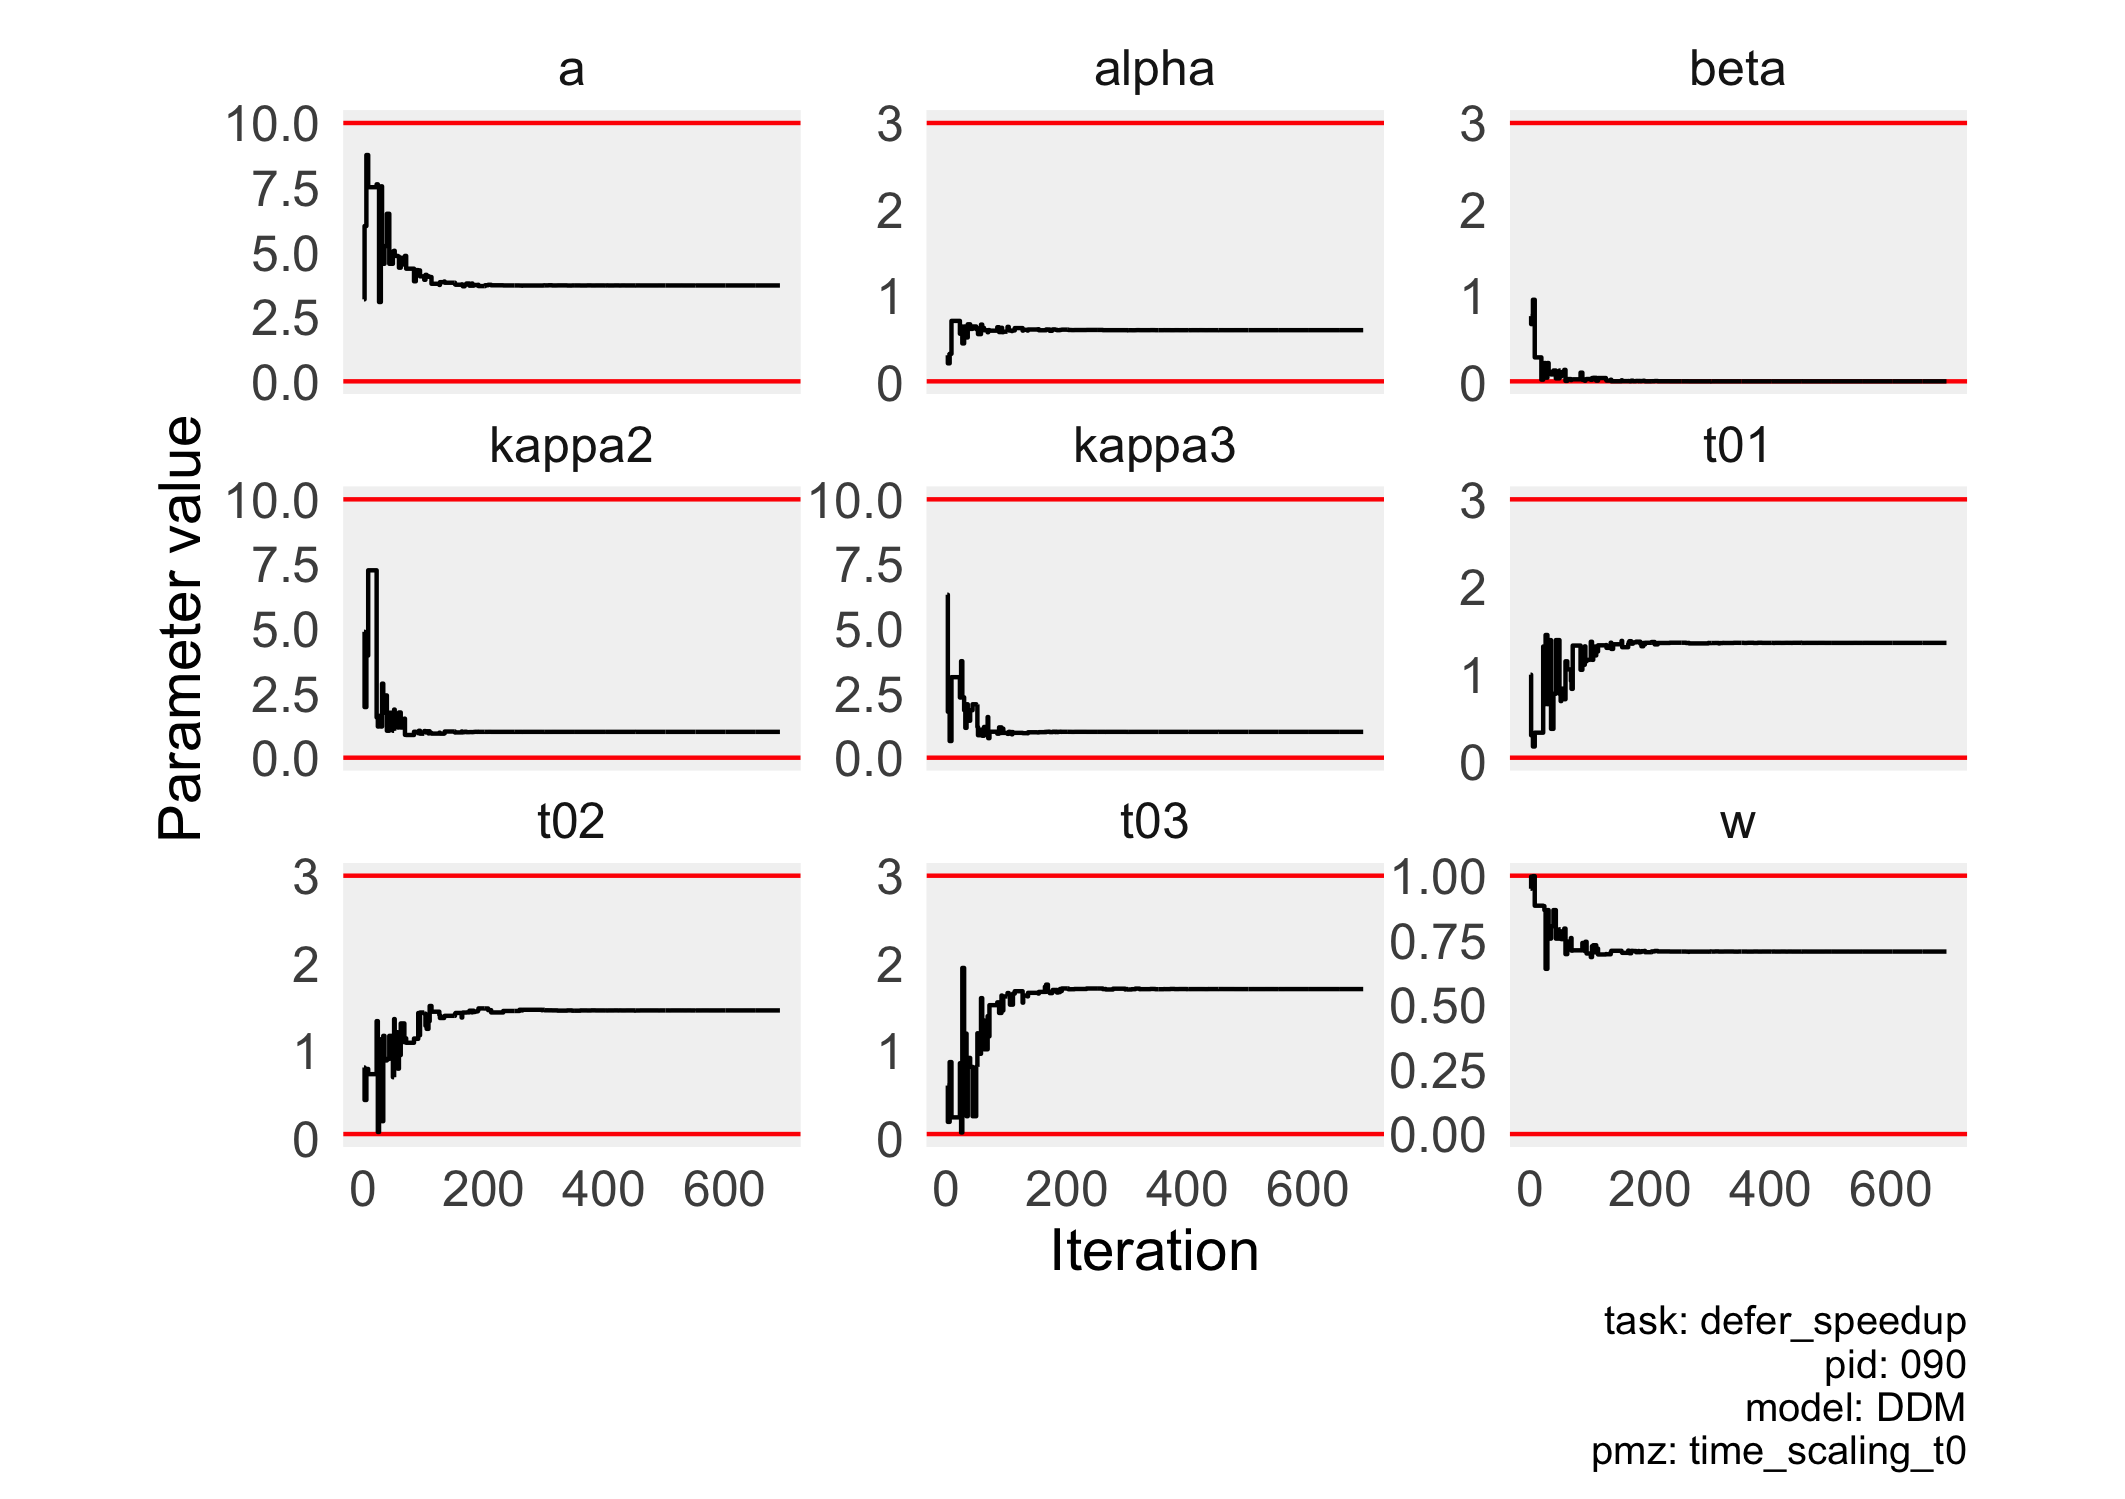 a
alpha
beta
10.0
7.5
5.0
2.5
0.0
3
2
1
0
3
2
1
0
kappa2
kappa3
t01
10.0
7.5
5.0
2.5
0.0
10.0
7.5
5.0
2.5
0.0
3
2
1
0
t02
t03
w
3
2
1
0
3
2
1
0
1.00
0.75
0.50
0.25
0.00
0 200 400 600
0 200 400 600
0 200 400 600
Parameter value
Iteration
task: defer_speedup
pid: 090
model: DDM
pmz: time_scaling_t0